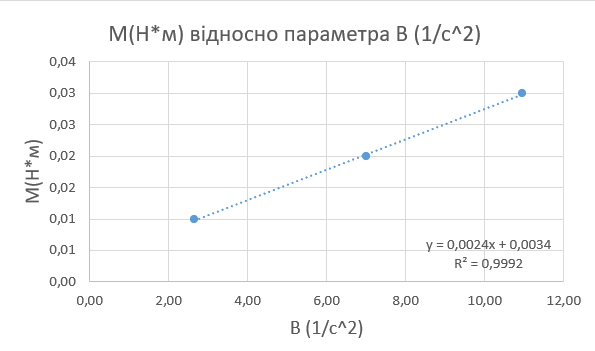 M(Н*м) відносно параметра B (1/c^2)
0,04
0,03
0,03
0,02
0,02
0,01
0,01
0,00
M(Н*м)
y = 0,0024x + 0,0034
R² = 0,9992
0,00 2,00 4,00 6,00 8,00 10,00 12,00
B (1/c^2)